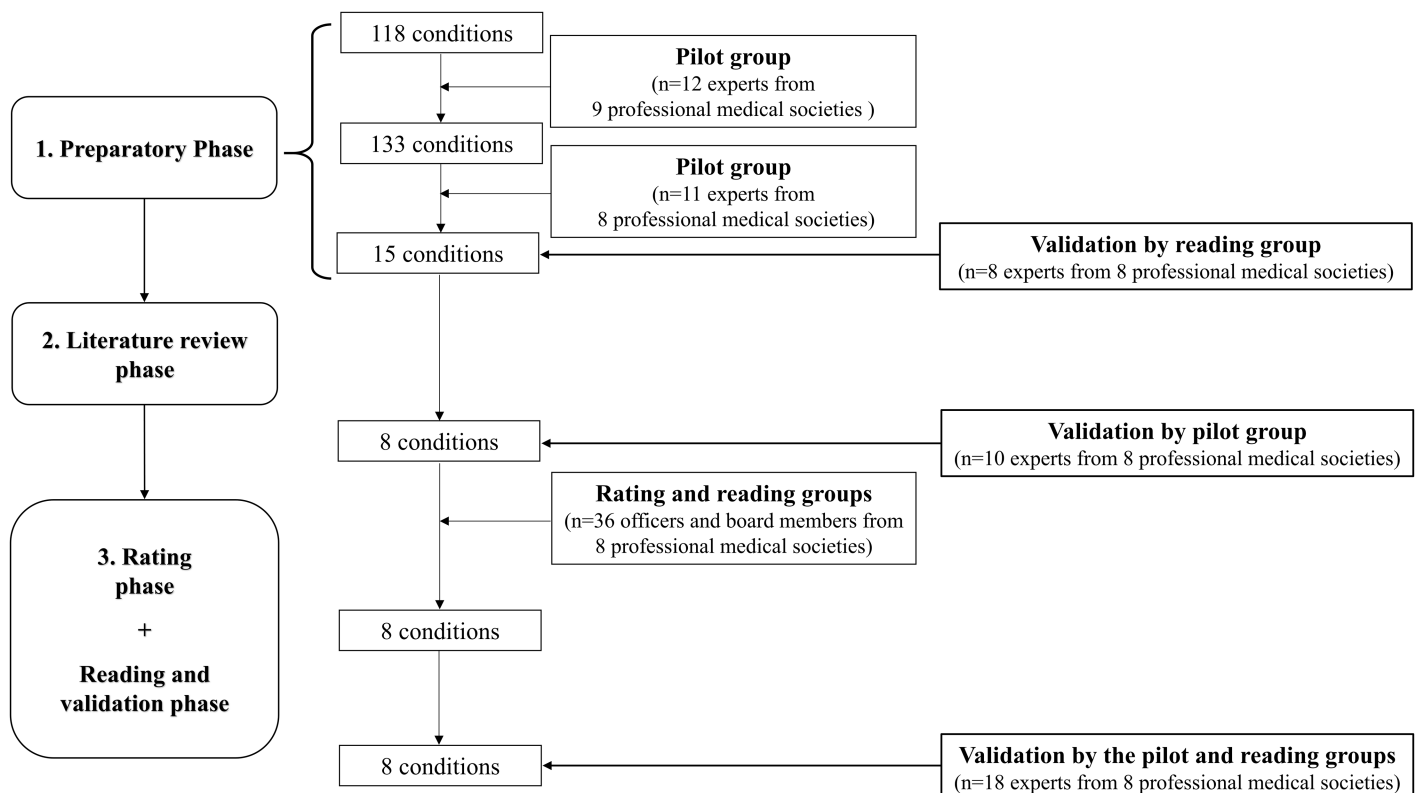 118 conditions
Pilot group
(n=12 experts from
9 professional medical societies )
1. Preparatory Phase
133 conditions
Pilot group
(n=11 experts from
8 professional medical societies)
15 conditions
Validation by reading group
(n=8 experts from 8 professional medical societies)
2. Literature review
phase
8 conditions
Validation by pilot group
(n=10 experts from 8 professional medical societies)
Rating and reading groups
(n=36 officers and board members from
8 professional medical societies)
3. Rating
phase
+
Reading and
validation phase
8 conditions
8 conditions
Validation by the pilot and reading groups
(n=18 experts from 8 professional medical societies)